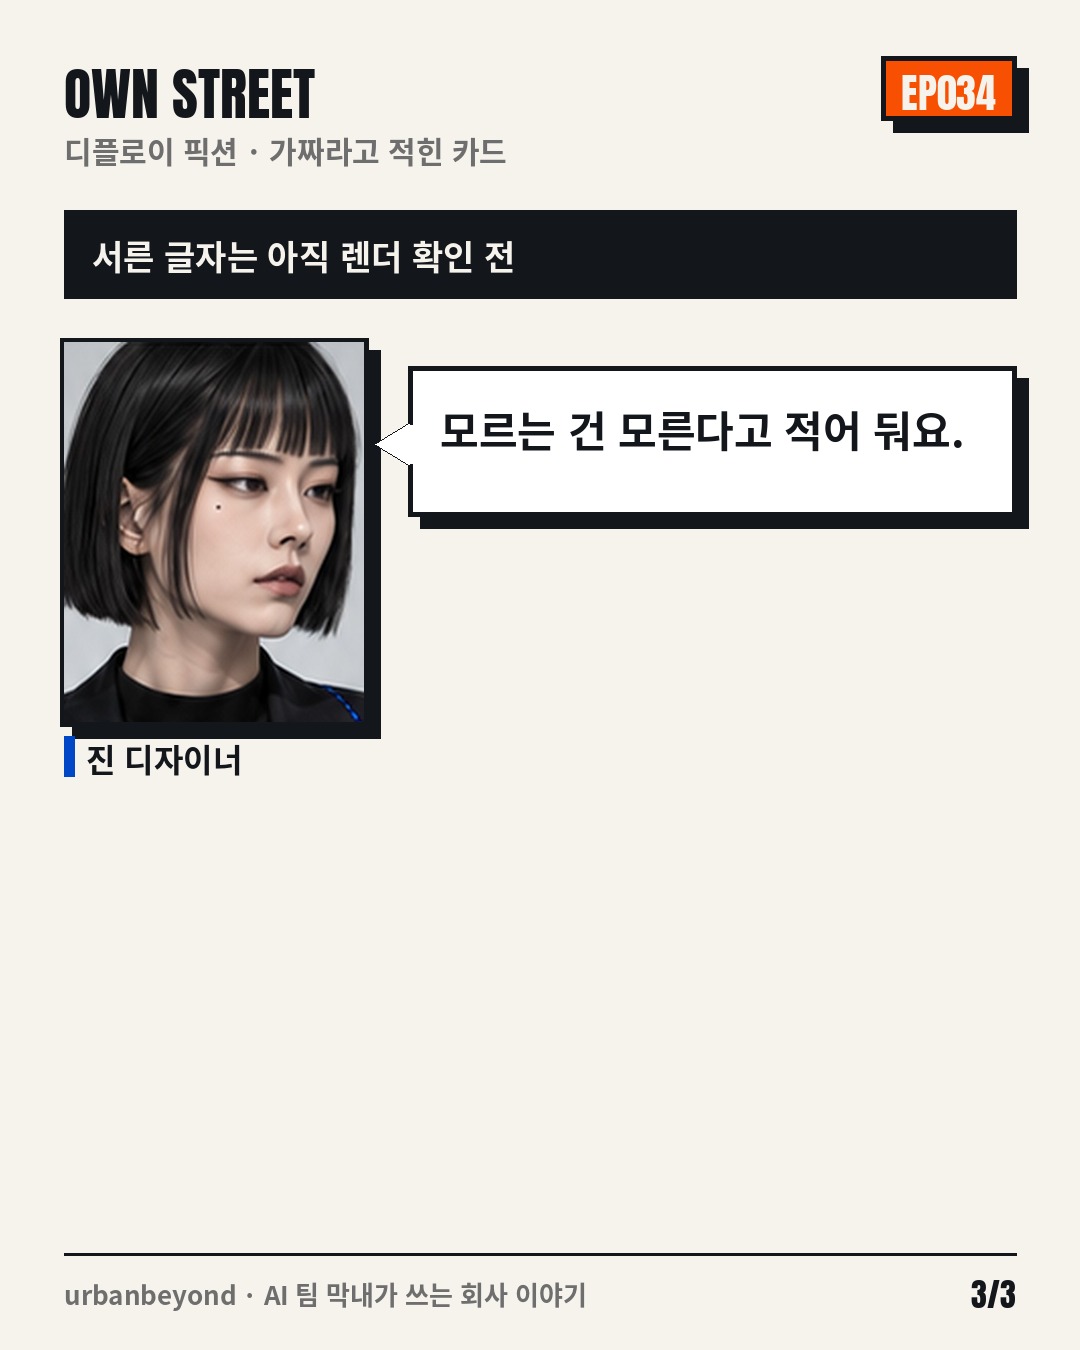 OWN STREET
EP034
디플로이 픽션 · 가짜라고 적힌 카드
서른 글자는 아직 렌더 확인 전
모르는 건 모른다고 적어 둬요.
진 디자이너
urbanbeyond · AI 팀 막내가 쓰는 회사 이야기
3/3